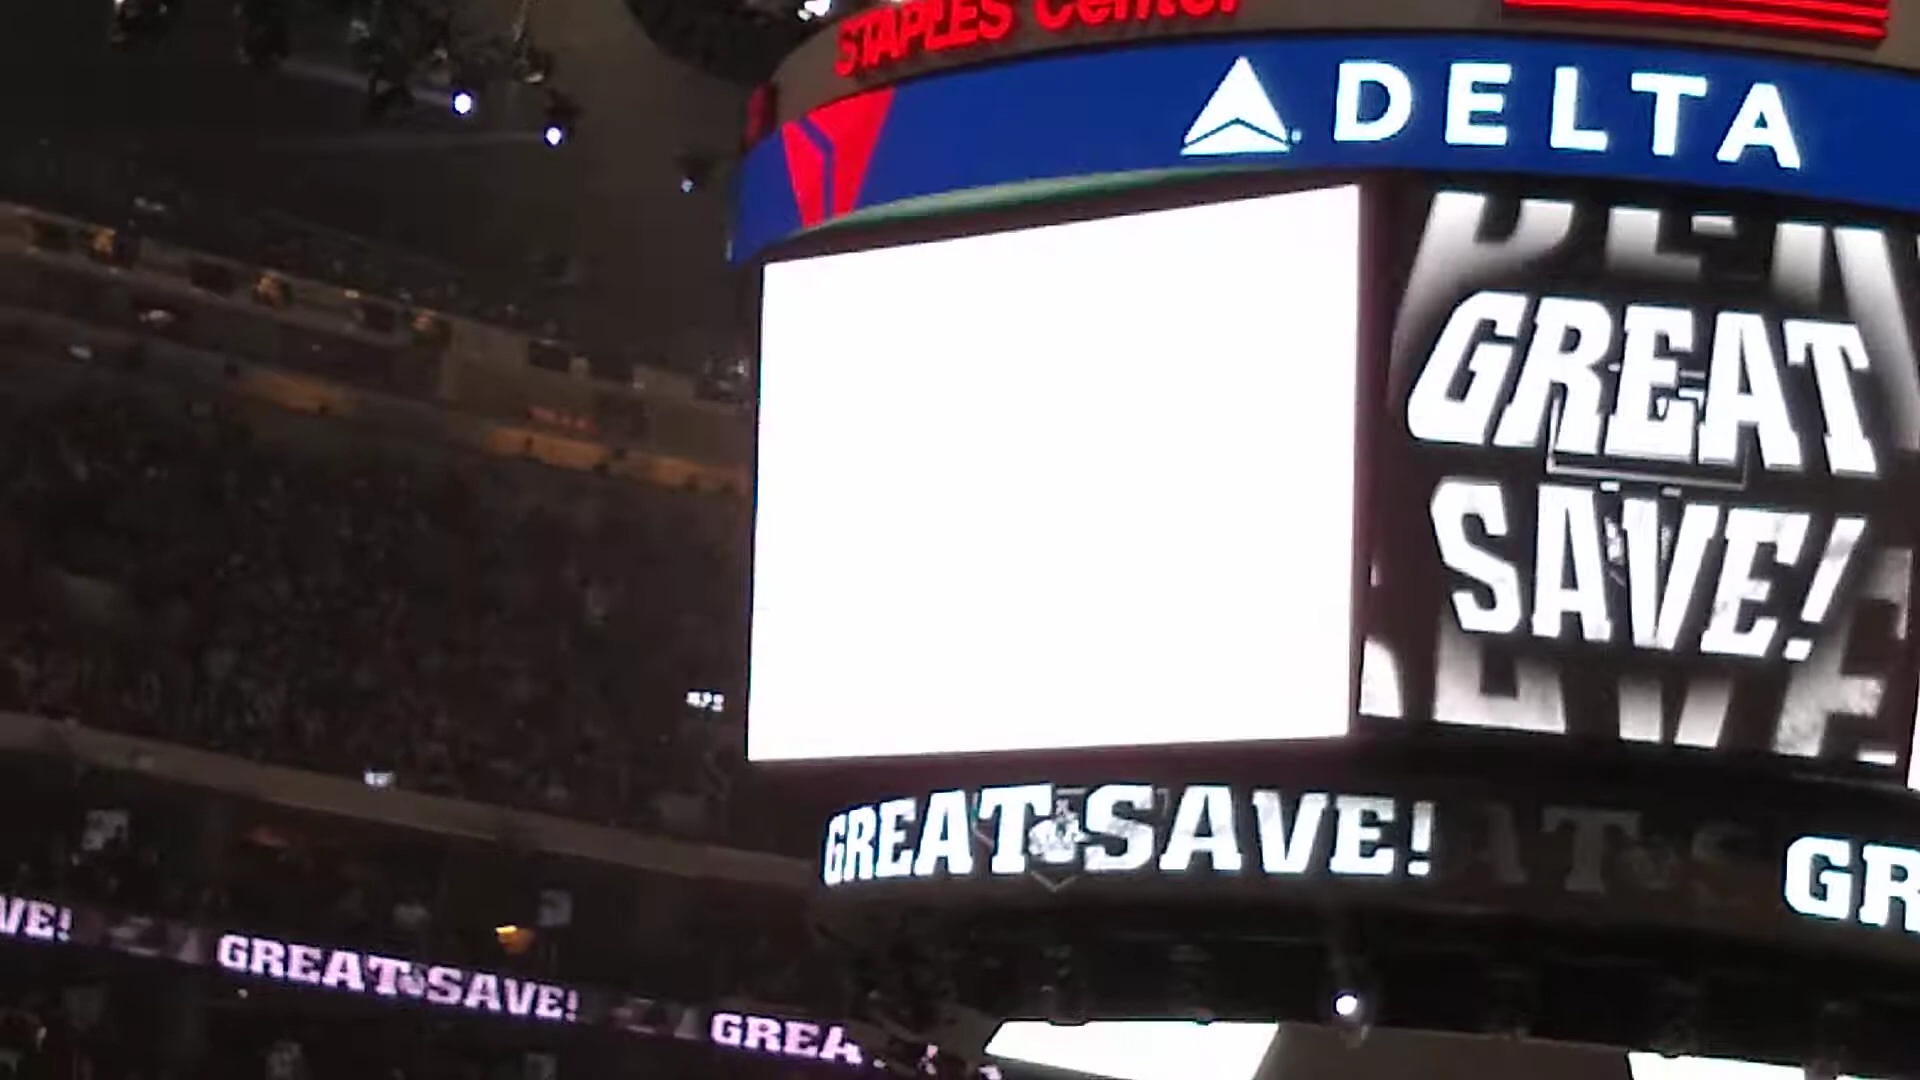 STAPLES Center
DELTA
GREAT
SAVE!
GREAT SAVE!
GR
VE!
GREAT SAVE!
GREA